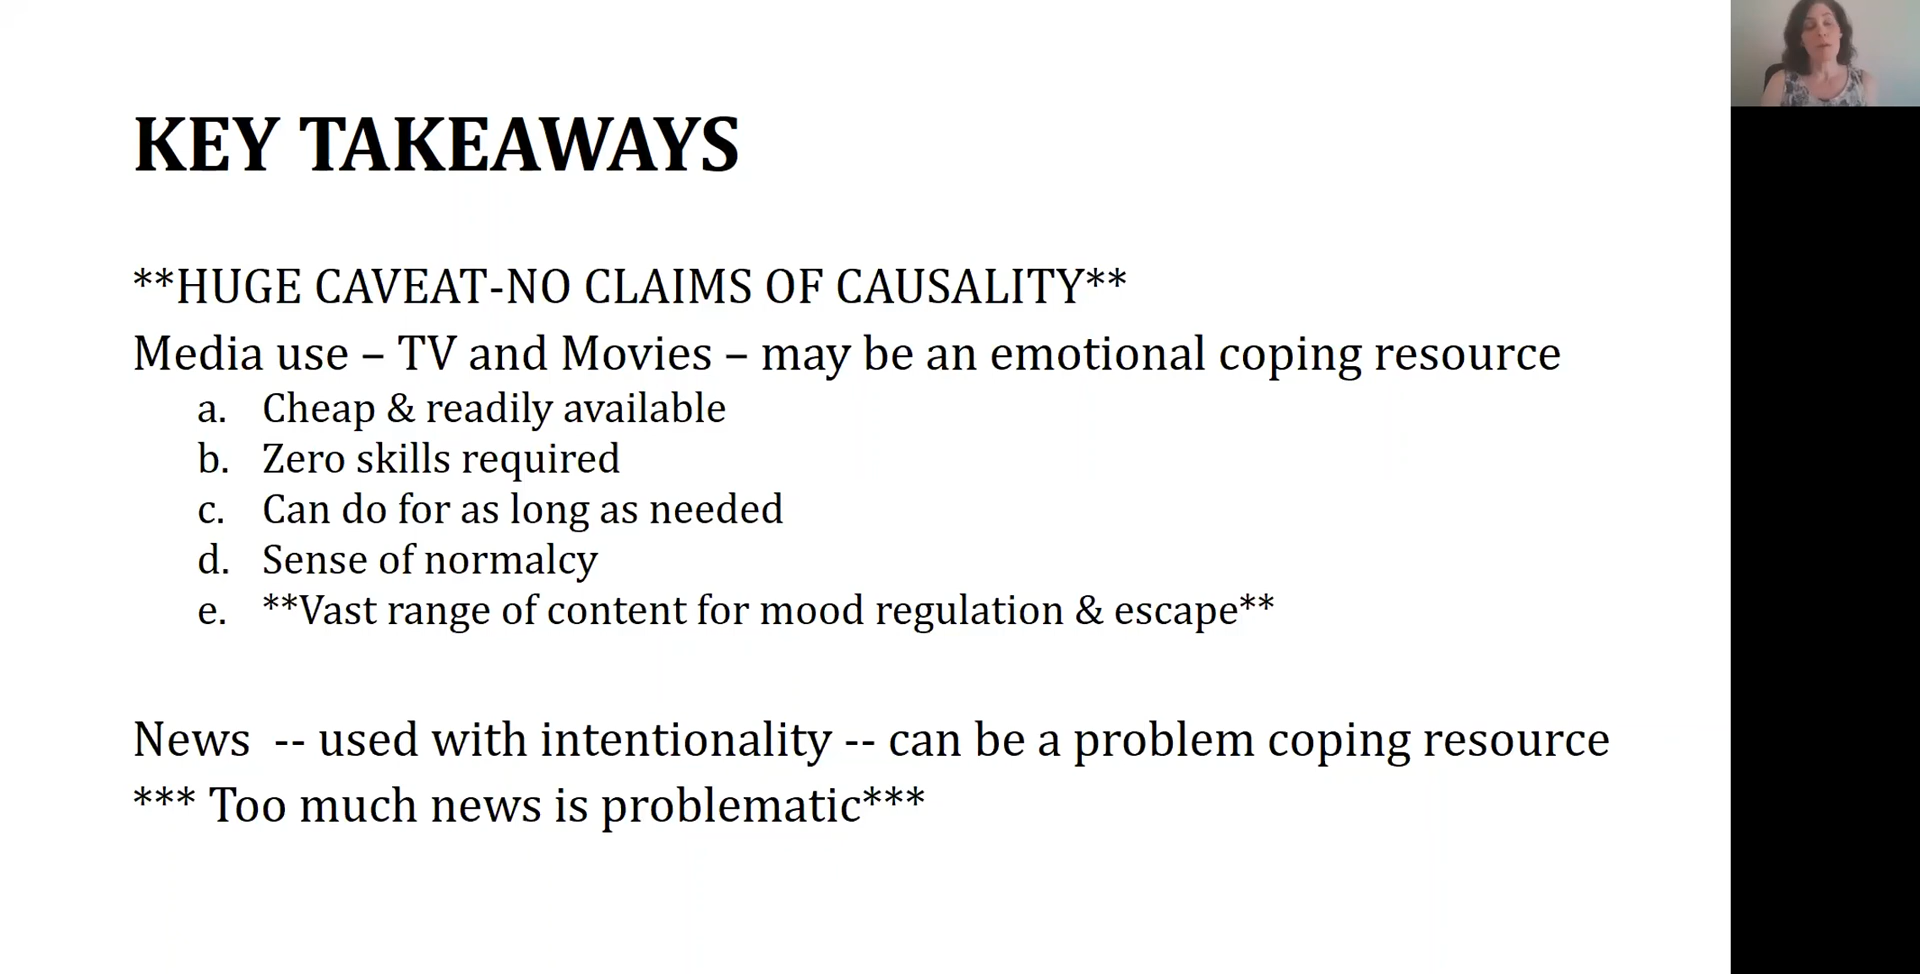 KEY TAKEAWAYS
**HUGE CAVEAT-NO CLAIMS OF CAUSALITY**
Media use – TV and Movies – may be an emotional coping resource
a. Cheap & readily available
b. Zero skills required
c. Can do for as long as needed
d. Sense of normalcy
e. **Vast range of content for mood regulation & escape**
News -- used with intentionality -- can be a problem coping resource
*** Too much news is problematic***